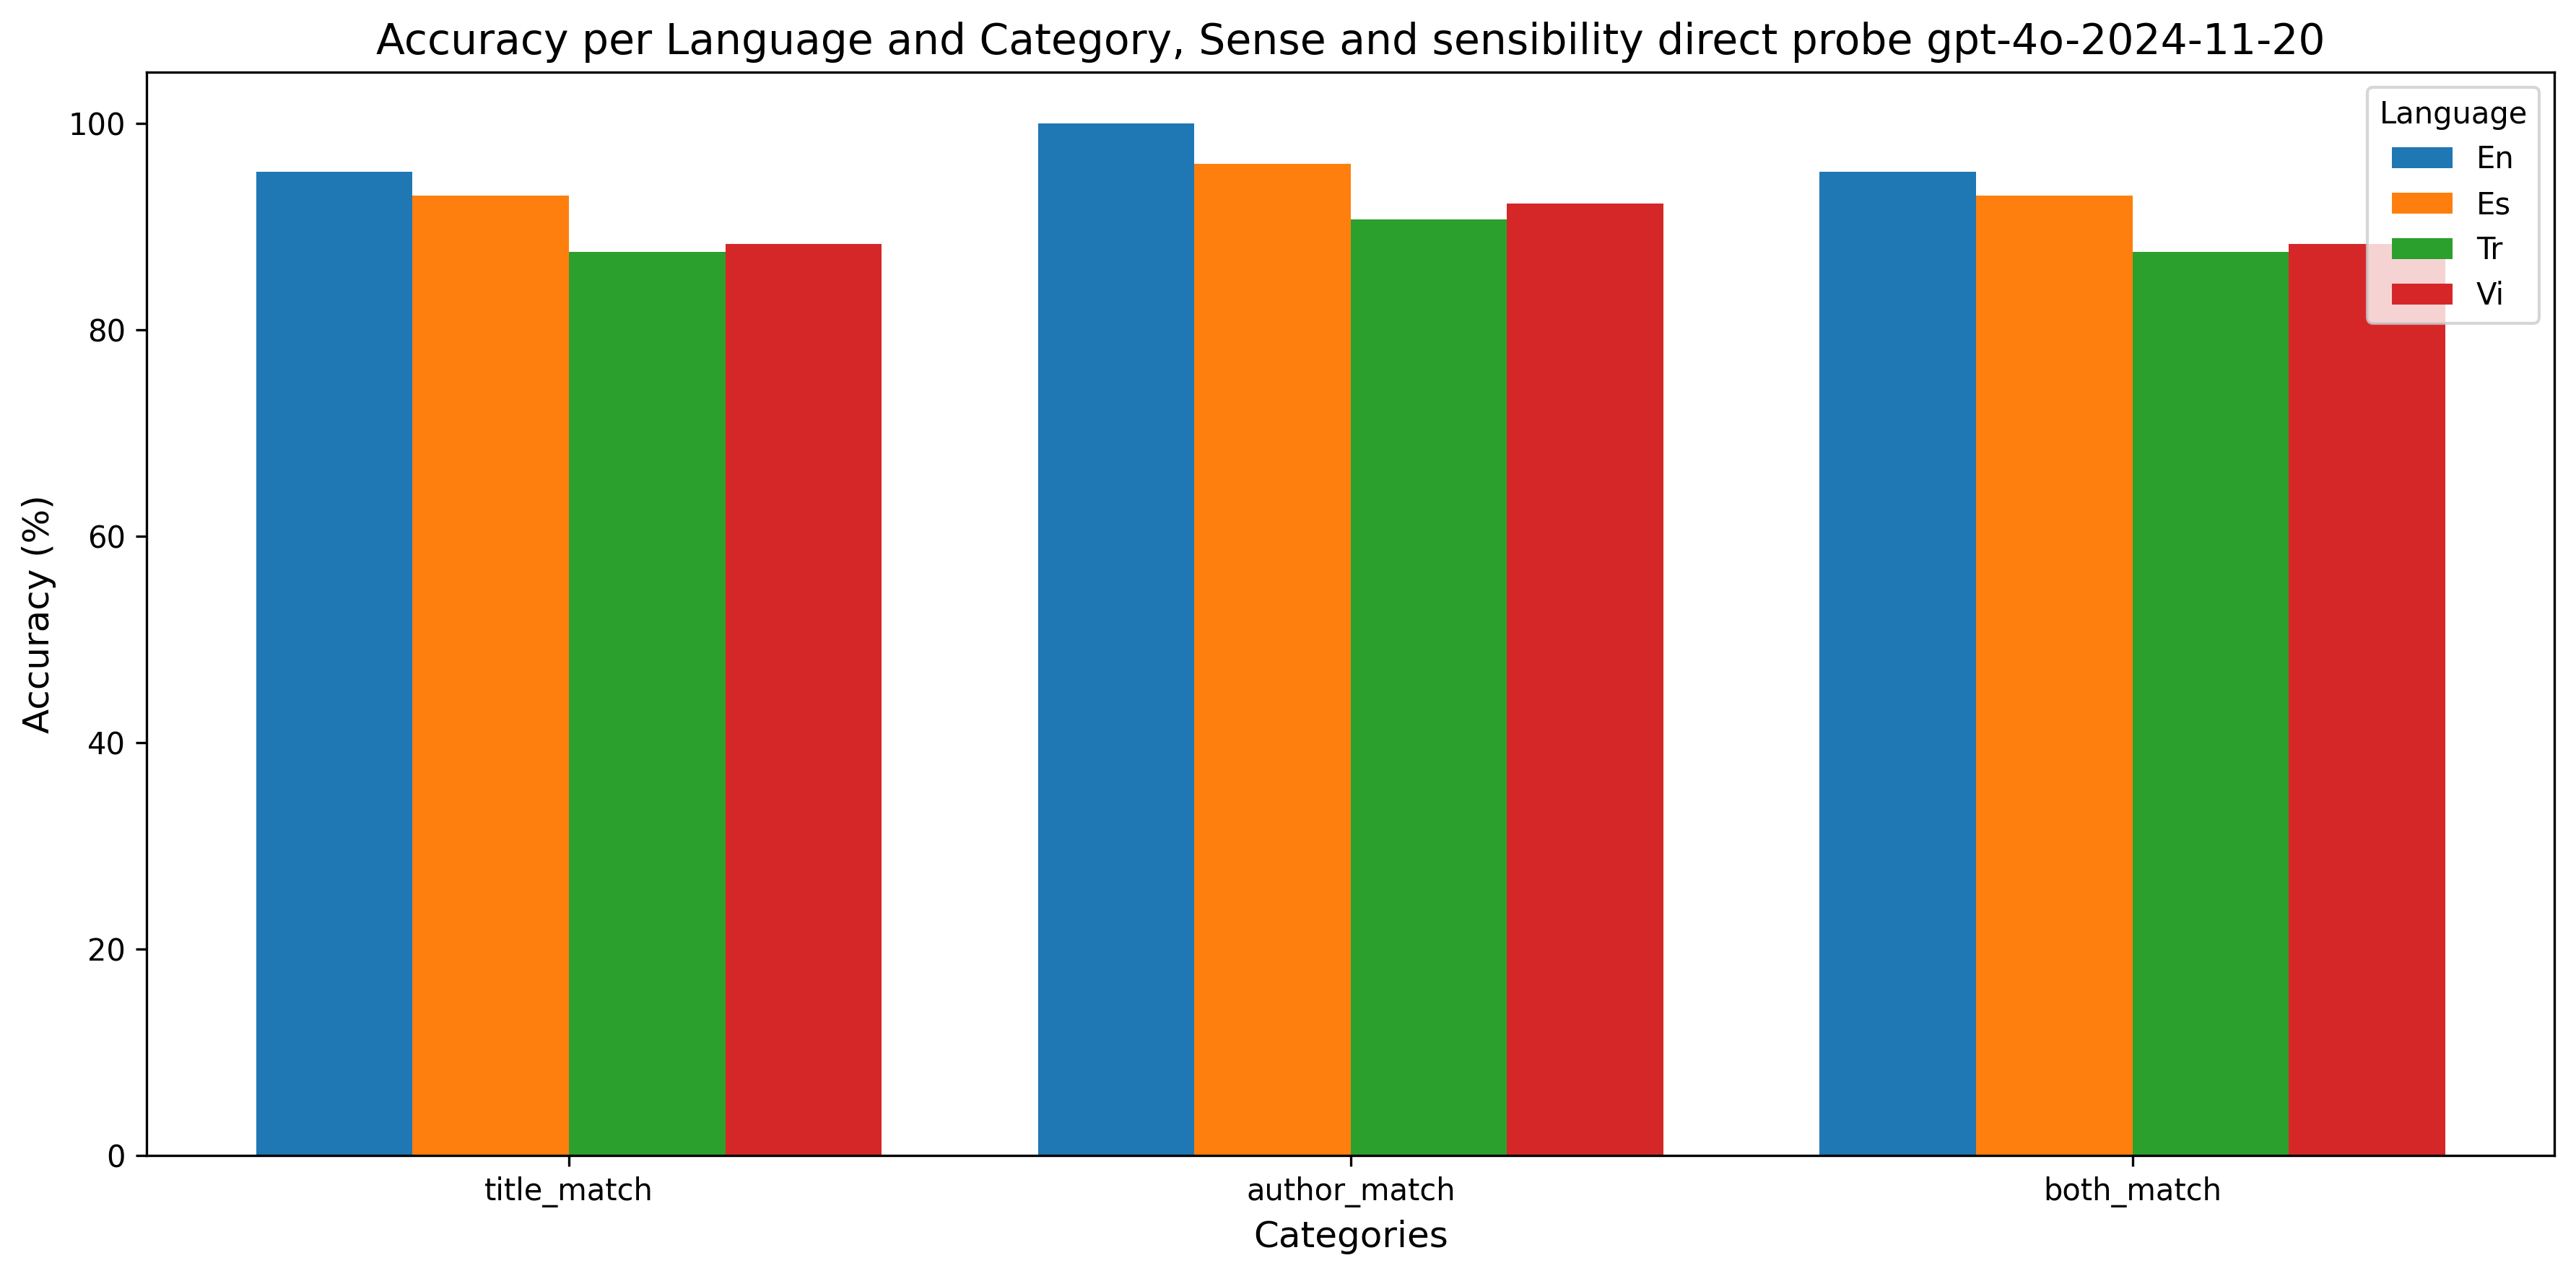 Accuracy per Language and Category, Sense and sensibility direct probe gpt-4o-2024-11-20
Language
En
Es
Tr
Vi
Accuracy (%)
100
80
60
40
20
0
title_match author_match both_match
Categories